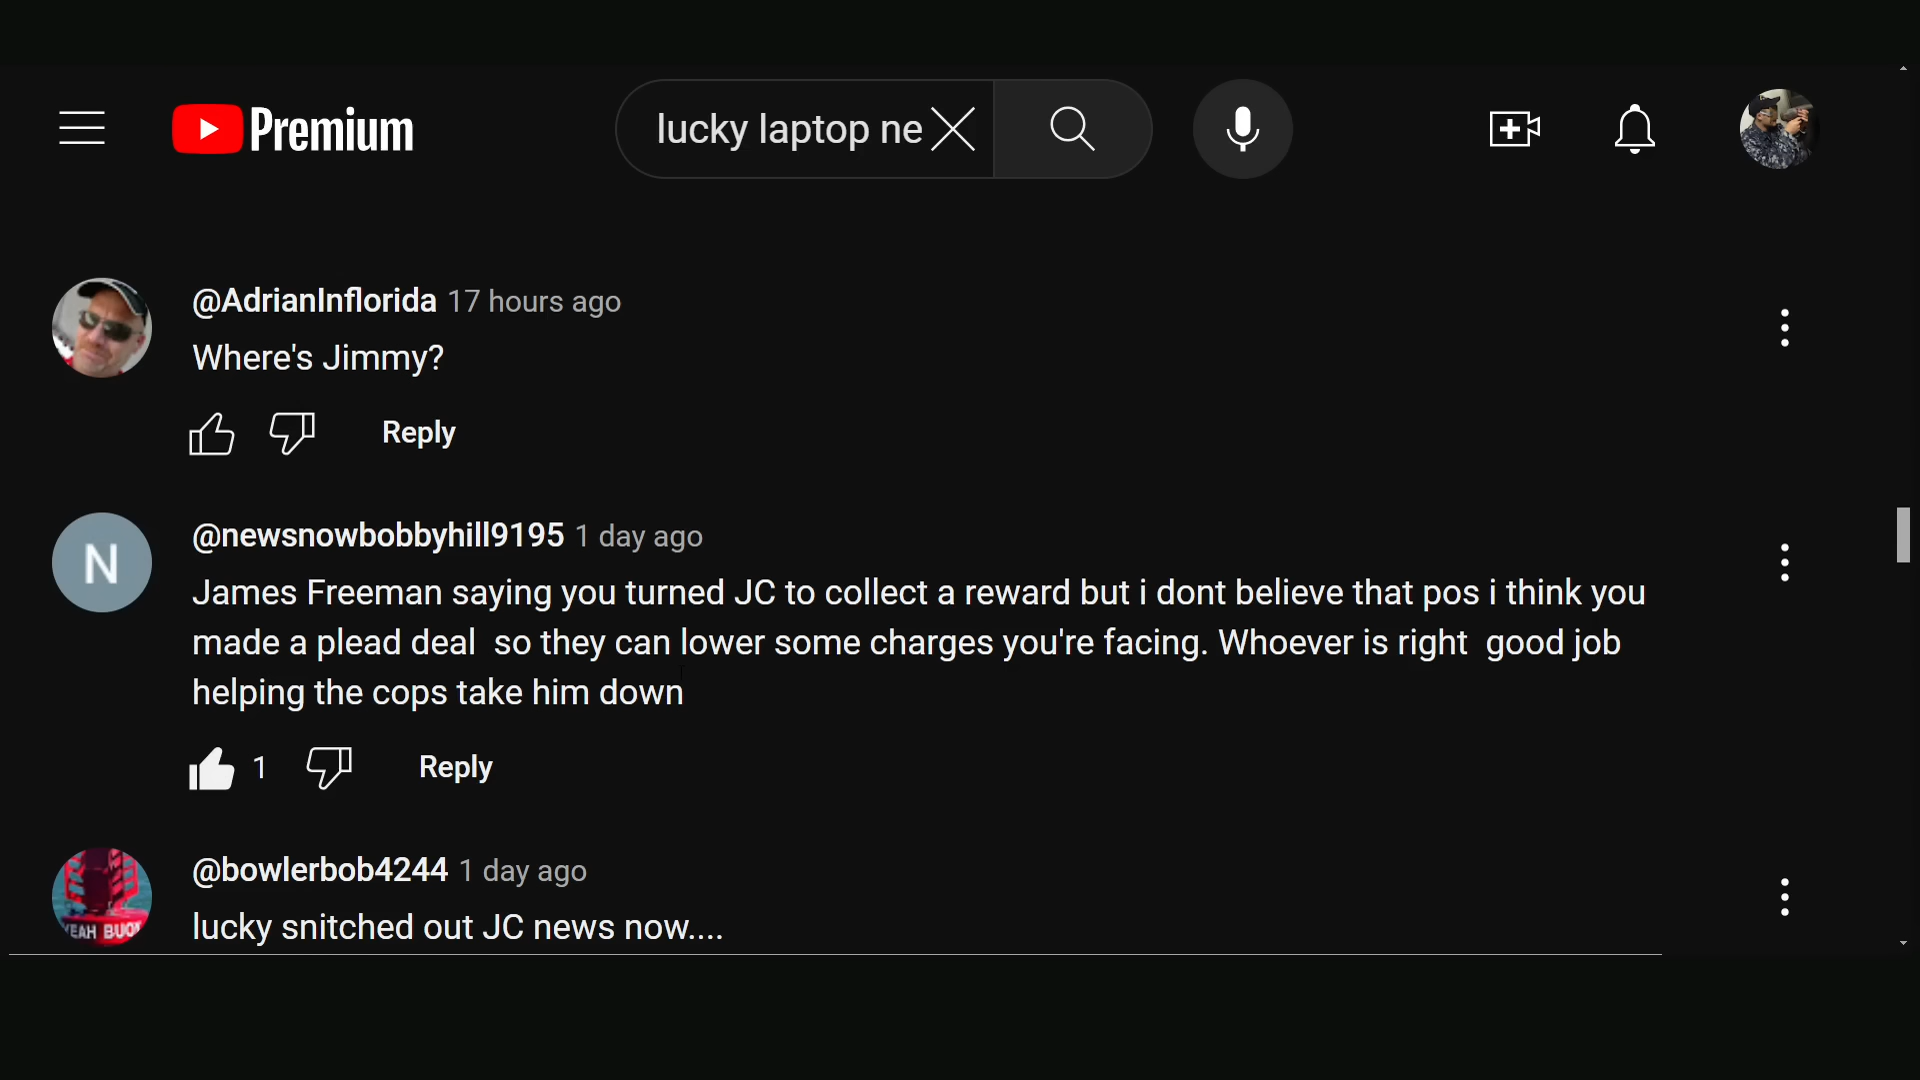 Premium
lucky laptop ne
@AdrianInflorida 17 hours ago
Where's Jimmy?
Reply
N
@newsnowbobbyhill9195 1 day ago
James Freeman saying you turned JC to collect a reward but i dont believe that pos i think you
made a plead deal  so they can lower some charges you're facing. Whoever is right  good job
helping the cops take him down
1
Reply
@bowlerbob4244 1 day ago
YEAH BUOY
lucky snitched out JC news now....